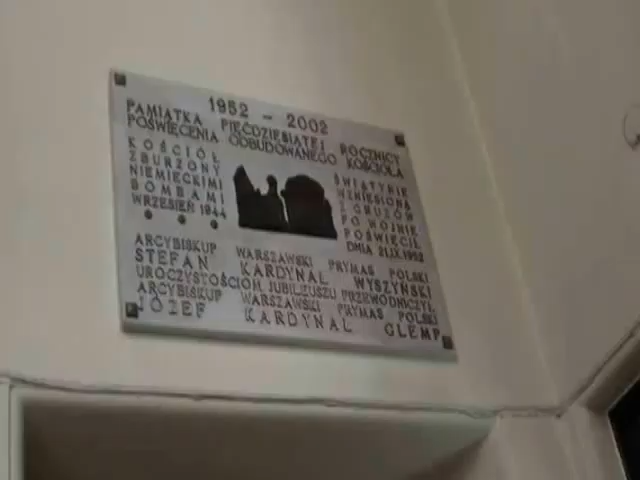 1952 - 2002
PAMIĄTKA PIĘĆDZIESIĄTEJ ROCZNICY
POŚWIĘCENIA ODBUDOWANEGO KOŚCIOŁA
KOŚCIÓŁ
ZBURZONY
NIEMIECKIMI
BOMBAMI
WRZESIEŃ 1944
ŚWIĄTYNIĘ
WZNIESIONĄ
Z GRUZÓW
PO WOJNIE
POŚWIĘCIŁ
DNIA 21.IX.1952
ARCYBISKUP WARSZAWSKI PRYMAS POLSKI
STEFAN KARDYNAŁ WYSZYŃSKI
UROCZYSTOŚCIOM JUBILEUSZU PRZEWODNICZYŁ
ARCYBISKUP WARSZAWSKI PRYMAS POLSKI
JÓZEF KARDYNAŁ GLEMP